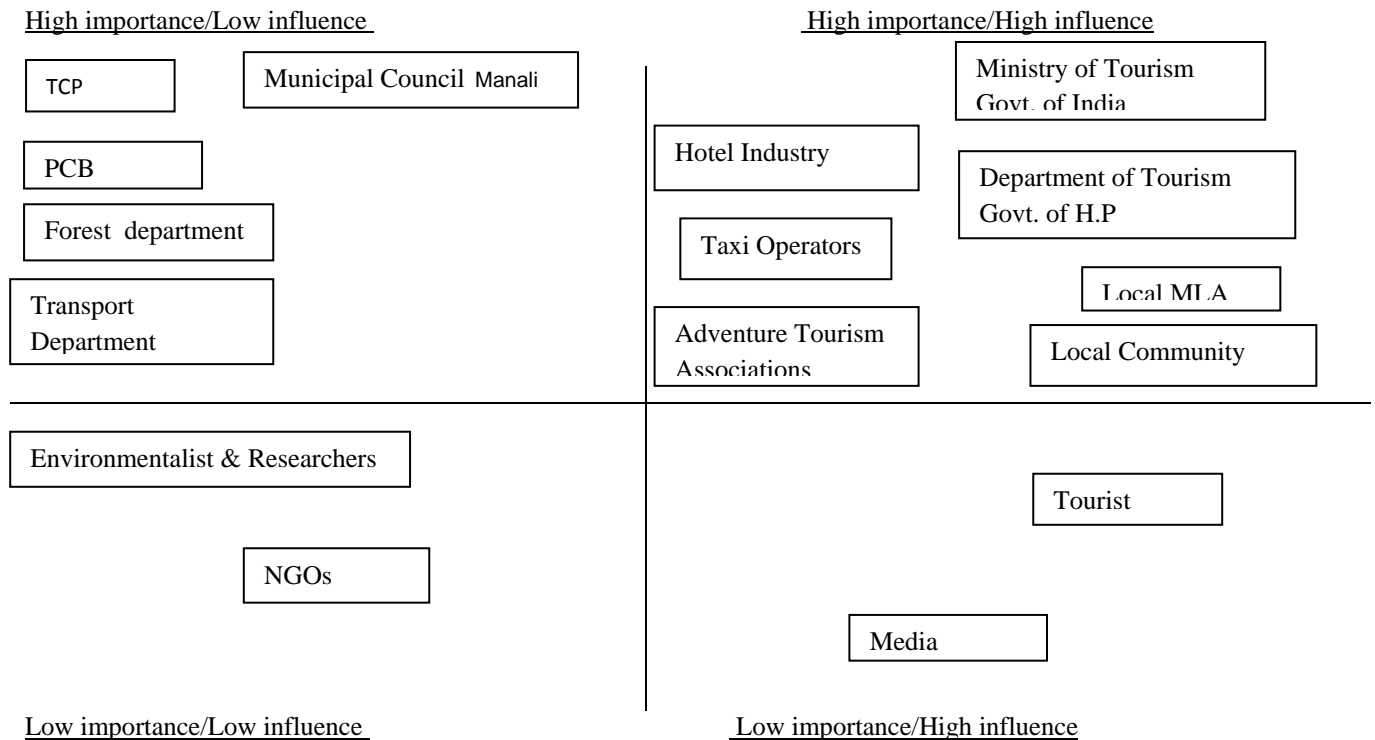 High importance/Low influence
High importance/High influence
TCP
Municipal Council Manali
PCB
Forest department
Transport
Department
Ministry of Tourism
Govt. of India
Hotel Industry
Department of Tourism
Govt. of H.P
Taxi Operators
Local MLA
Adventure Tourism
Associations
Local Community
Environmentalist & Researchers
NGOs
Tourist
Media
Low importance/Low influence
Low importance/High influence